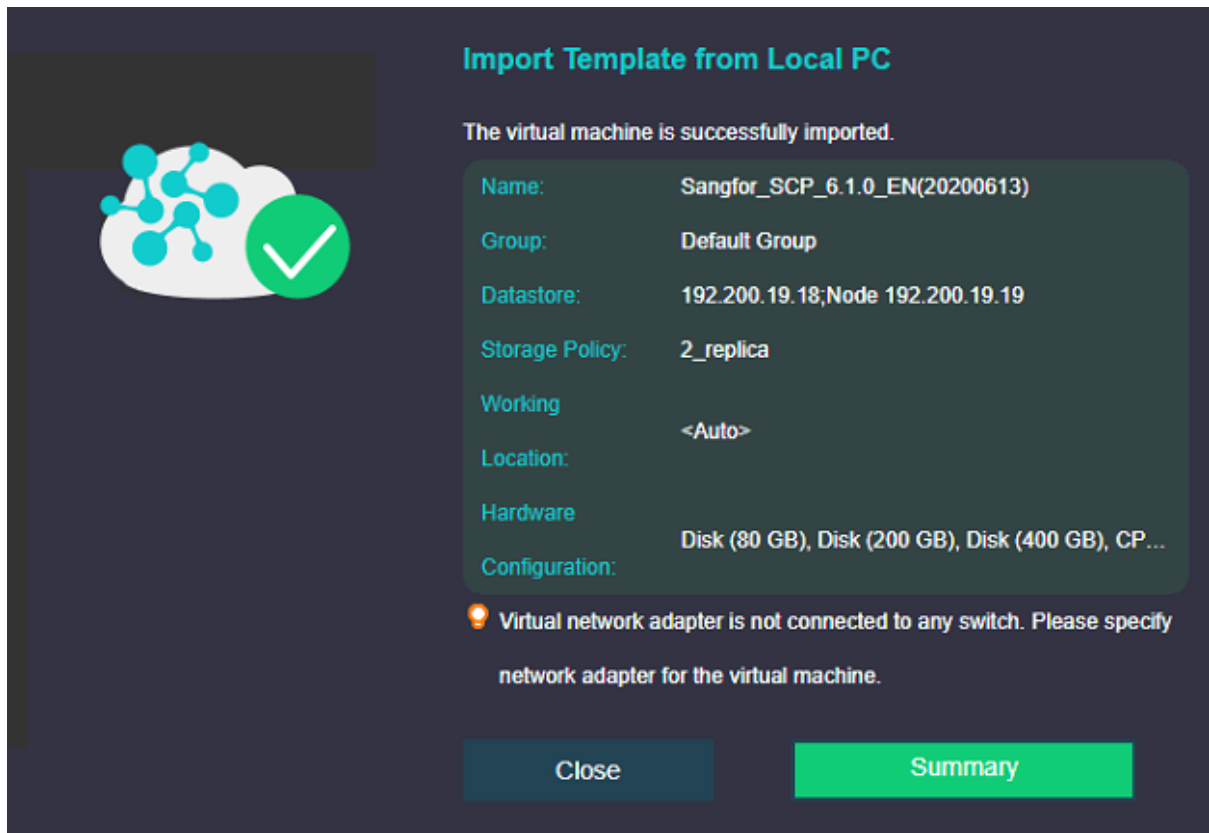 Import Template from Local PC
The virtual machine is successfully imported.
Name: Sangfor_SCP_6.1.0_EN(20200613)
Group: Default Group
Datastore: 192.200.19.18;Node 192.200.19.19
Storage Policy: 2_replica
Working
Location: <Auto>
Hardware
Configuration: Disk (80 GB), Disk (200 GB), Disk (400 GB), CP...
Virtual network adapter is not connected to any switch. Please specify
network adapter for the virtual machine.
Close Summary